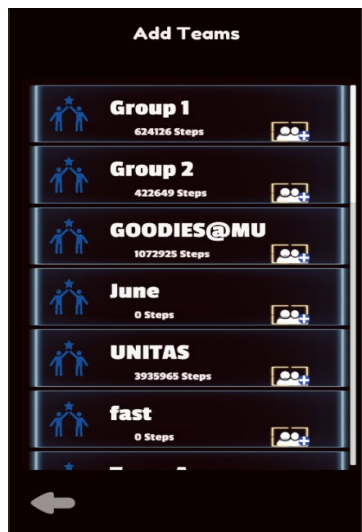 Add Teams
Group 1
624126 Steps
Group 2
422649 Steps
GOODIES@MU
1072925 Steps
June
0 Steps
UNITAS
3935965 Steps
fast
0 Steps